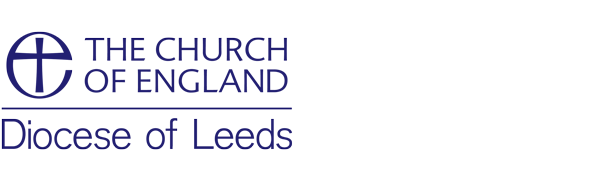 THE CHURCH
OF ENGLAND
Diocese of Leeds